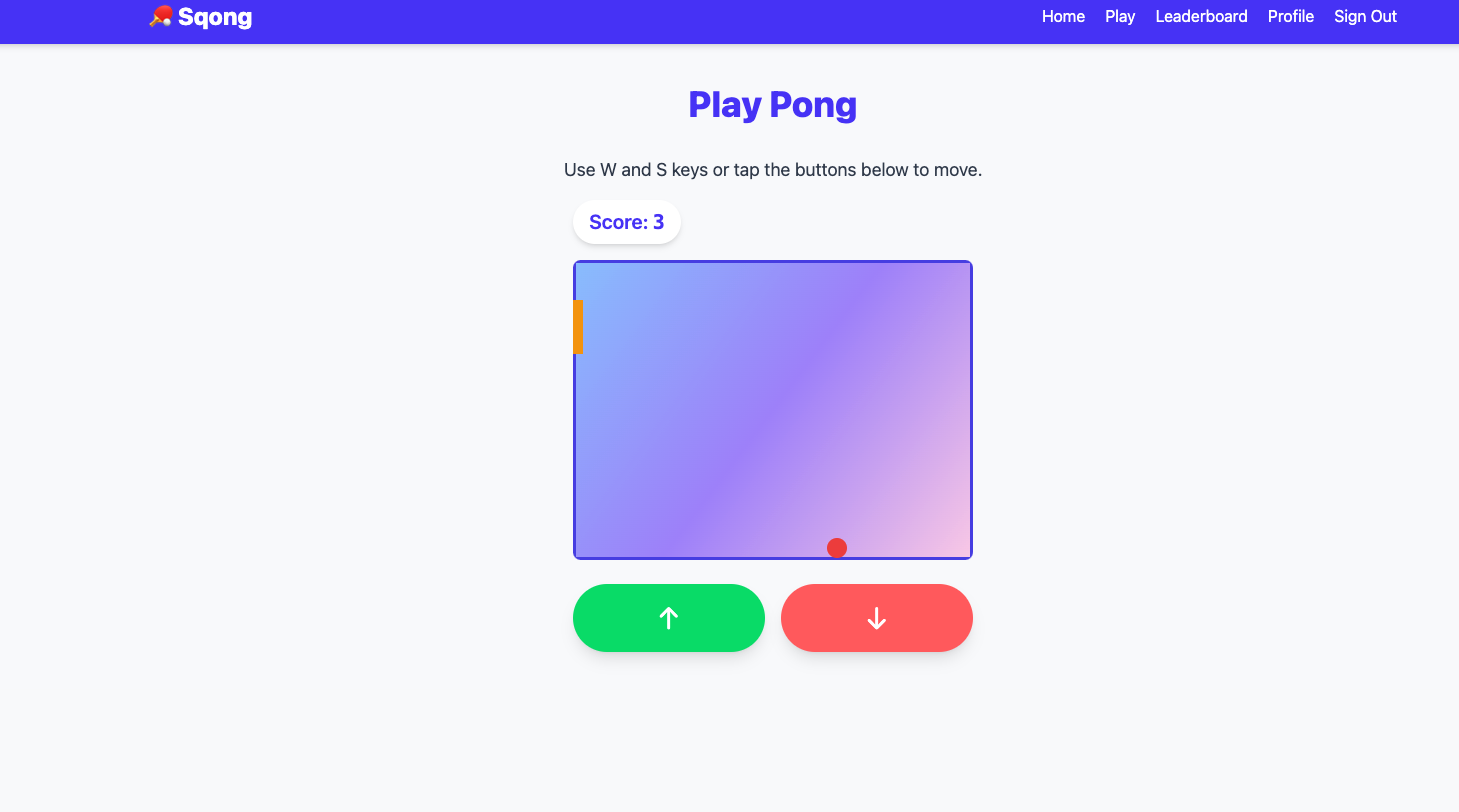 Sqong
Home Play Leaderboard Profile Sign Out
Play Pong
Use W and S keys or tap the buttons below to move.
Score: 3